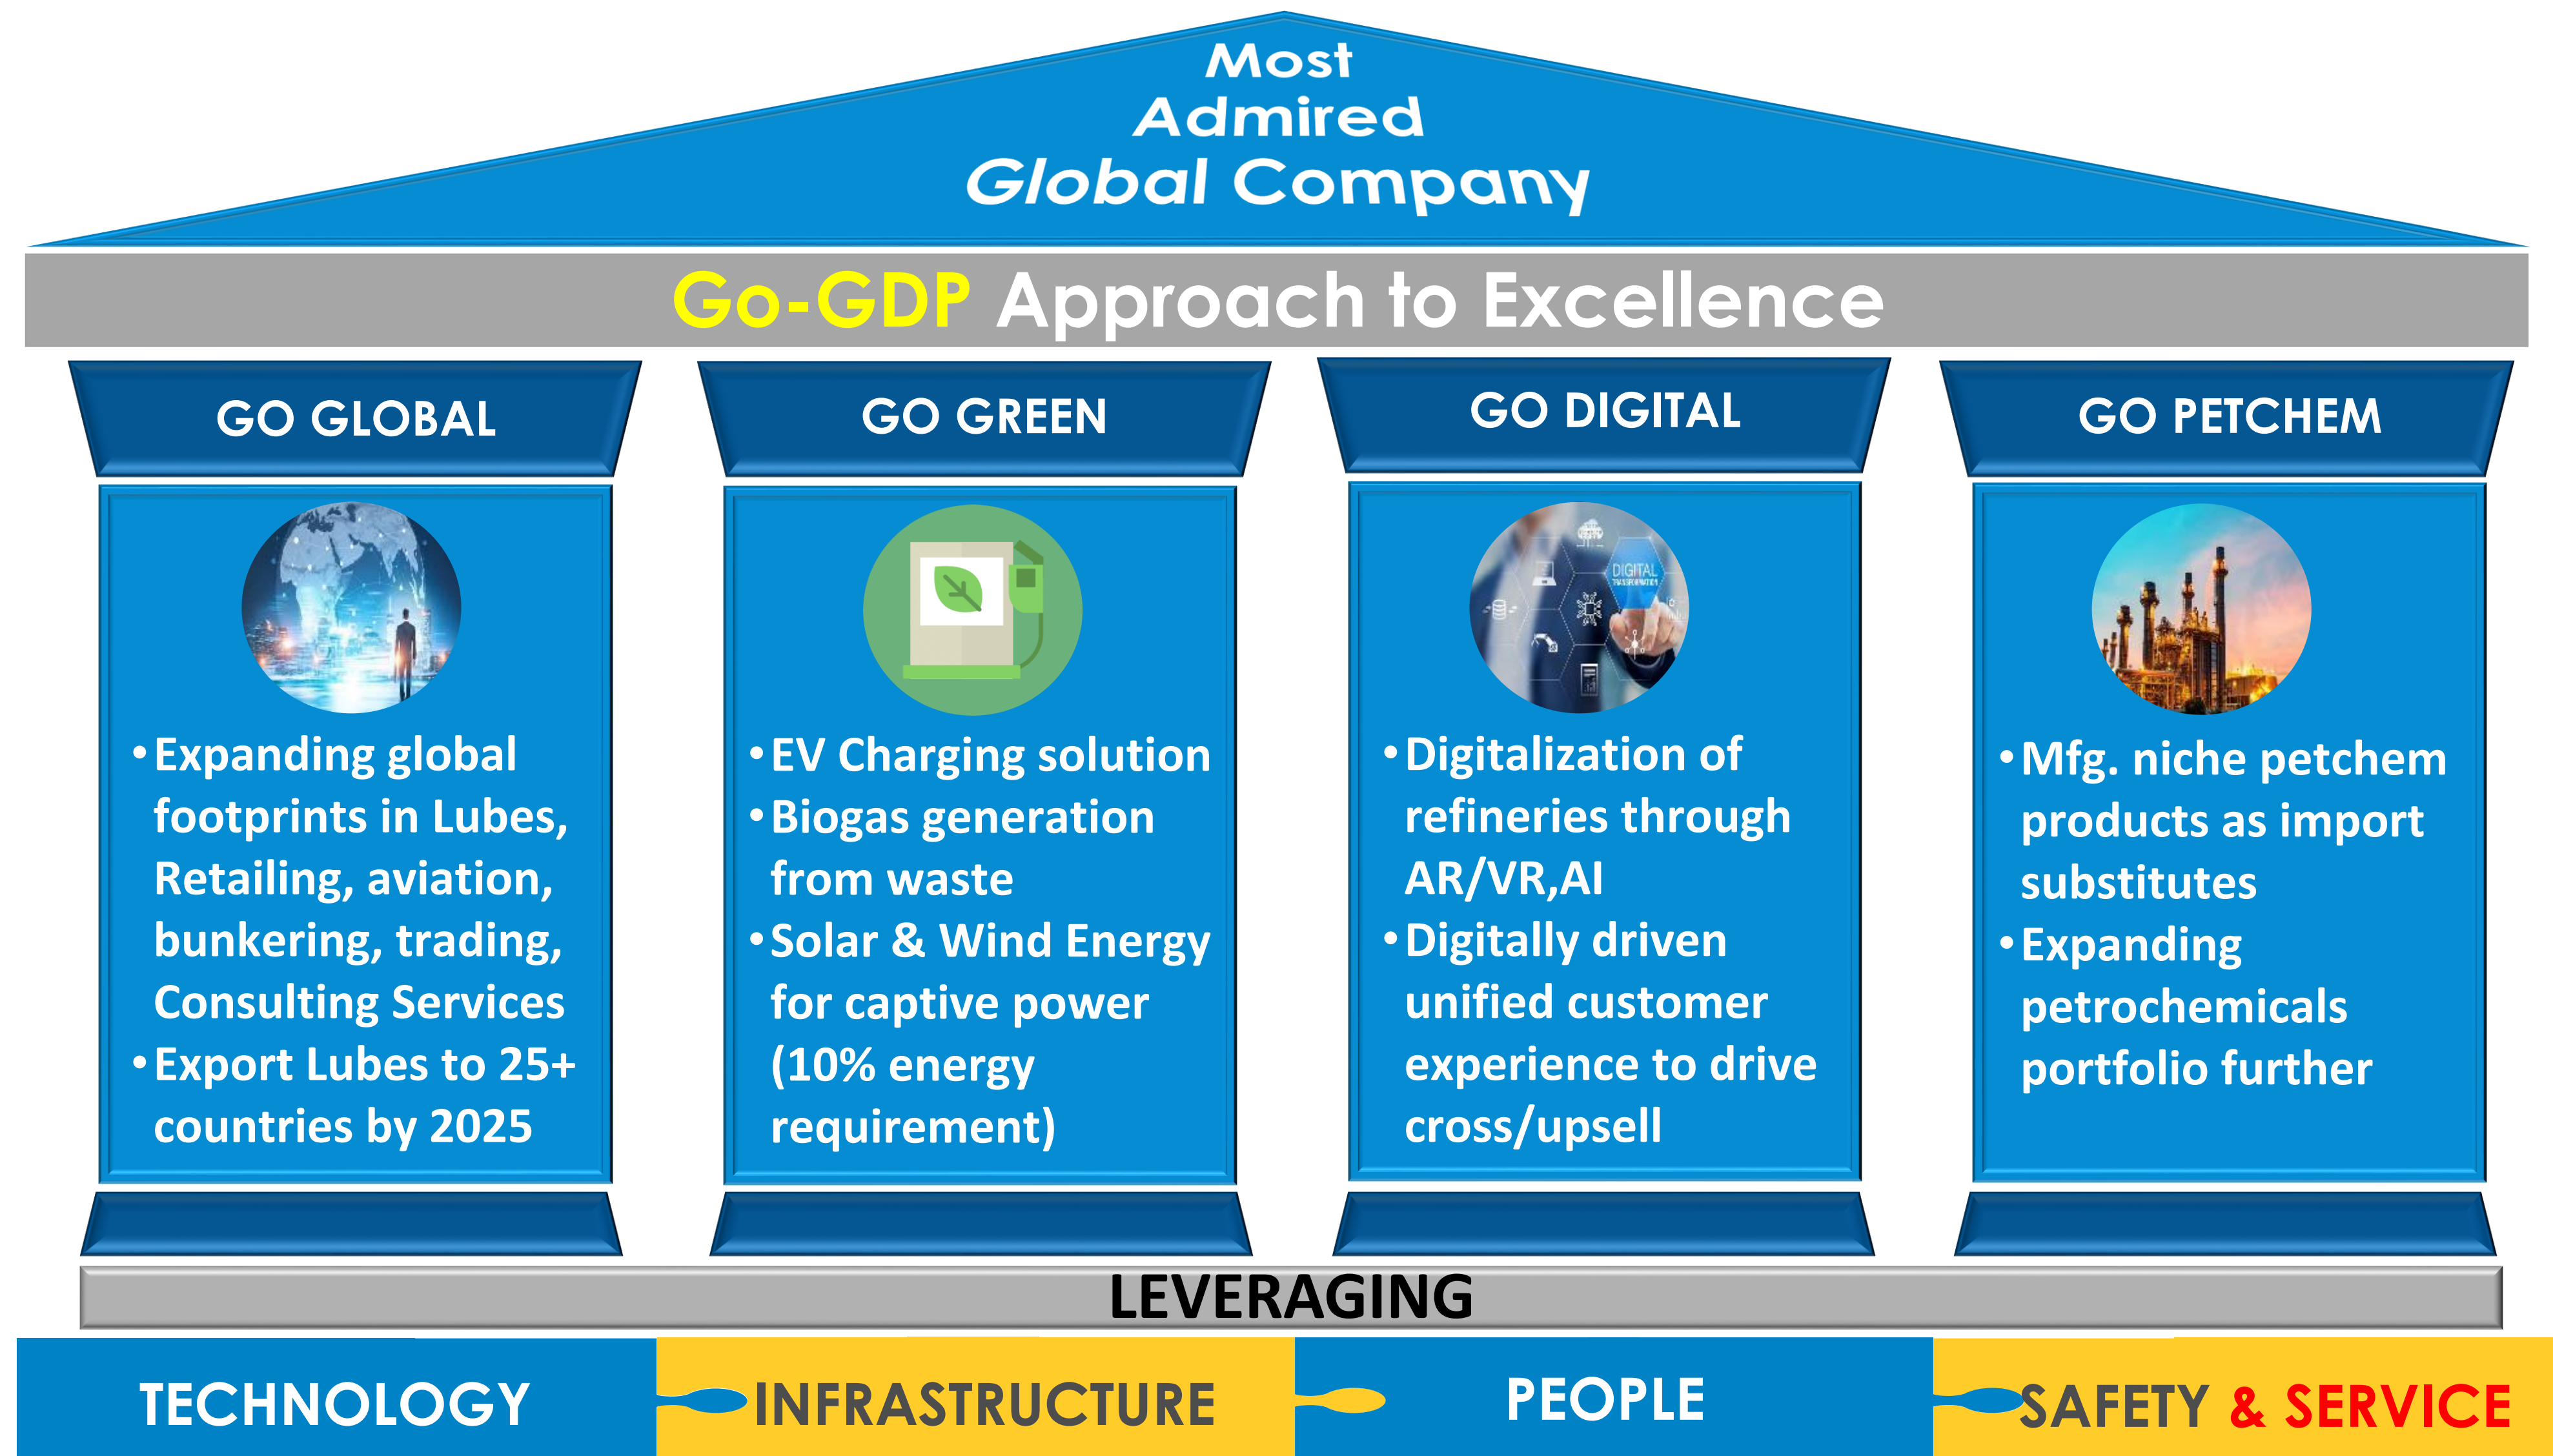 Most
Admired
Global Company
Go-GDP Approach to Excellence
GO GLOBAL
•Expanding global
footprints in Lubes,
Retailing, aviation,
bunkering, trading,
Consulting Services
•Export Lubes to 25+
countries by 2025
GO GREEN
•EV Charging solution
•Biogas generation
from waste
•Solar & Wind Energy
for captive power
(10% energy
requirement)
GO DIGITAL
DIGITAL
TRANSFORMATION
•Digitalization of
refineries through
AR/VR,AI
•Digitally driven
unified customer
experience to drive
cross/upsell
GO PETCHEM
•Mfg. niche petchem
products as import
substitutes
•Expanding
petrochemicals
portfolio further
LEVERAGING
TECHNOLOGY
INFRASTRUCTURE
PEOPLE
SAFETY & SERVICE